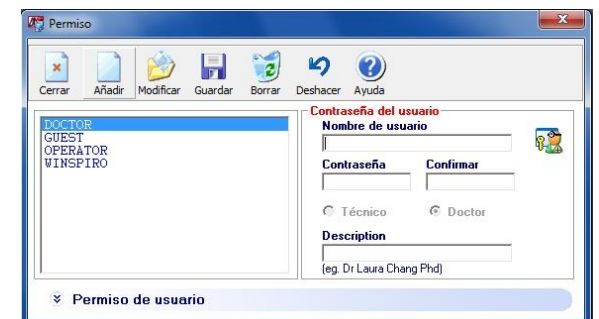 Permiso
Cerrar Añadir Modificar Guardar Borrar Deshacer Ayuda
DOCTOR
GUEST
OPERATOR
WINSPIRO
Contraseña del usuario
Nombre de usuario
Contraseña Confirmar
Técnico Doctor
Description
(eg. Dr Laura Chang Phd)
Permiso de usuario